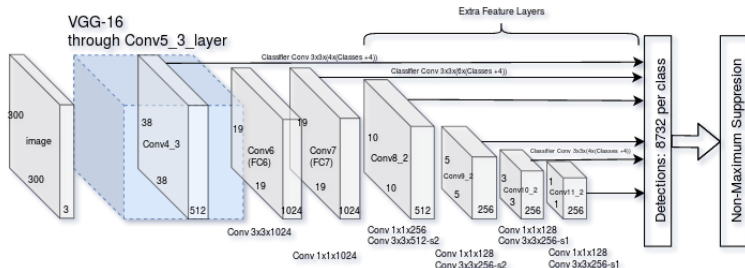 Extra Feature Layers
VGG-16
through Conv5_3_layer
Classifier Conv 3x3x(4x(Classes +4))
Classifier Conv 3x3x(6x(Classes +4))
300
image
300
3
38
Conv4_3
38
512
19
Conv6
(FC6)
19
1024
19
Conv7
(FC7)
19
1024
10
Conv8_2
10
512
5
Conv9_2
5
256
Classifier Conv 3x3x(4x(Classes +4))
3
Conv10_2
3
256
1
Conv11_2
1
256
Detections: 8732 per class
Non-Maximum Suppresion
Conv 3x3x1024
Conv 1x1x1024
Conv 1x1x256
Conv 3x3x512-s2
Conv 1x1x128
Conv 3x3x256-s2
Conv 1x1x128
Conv 3x3x256-s1
Conv 1x1x128
Conv 3x3x256-s1